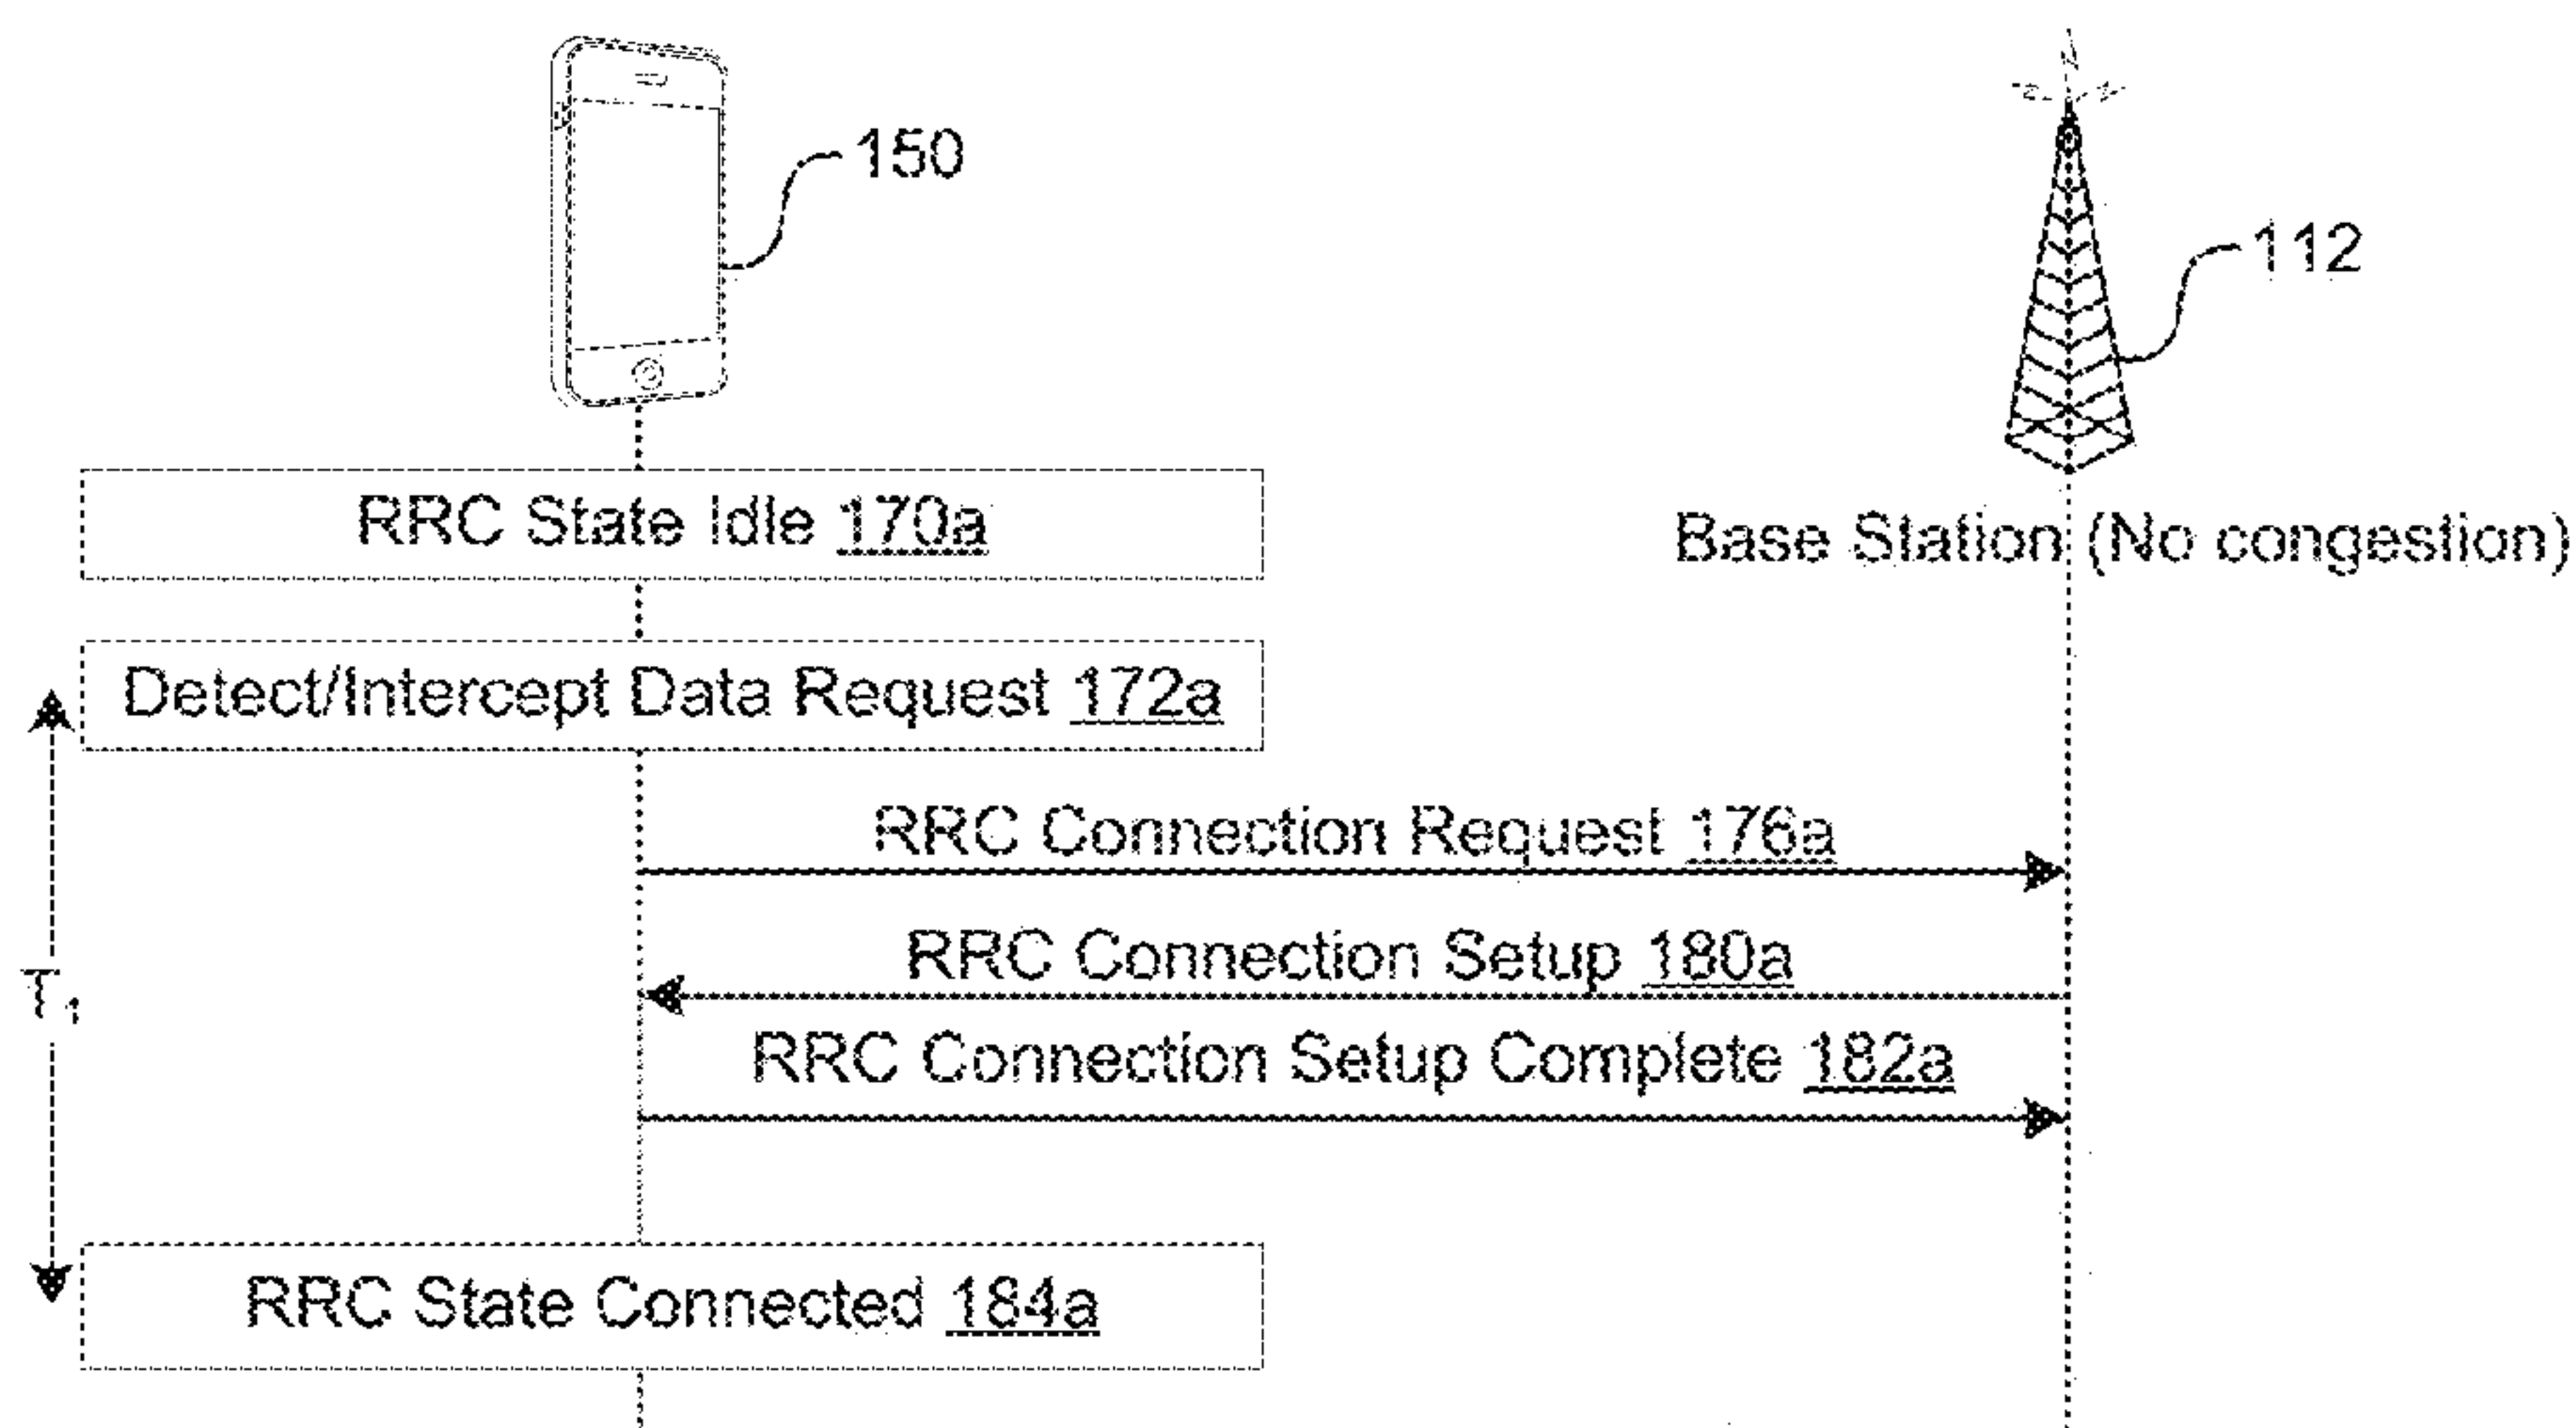 150
112
RRC State Idle 170a
Base Station (No congestion)
Detect/Intercept Data Request 172a
RRC Connection Request 176a
RRC Connection Setup 180a
T1
RRC Connection Setup Complete 182a
RRC State Connected 184a